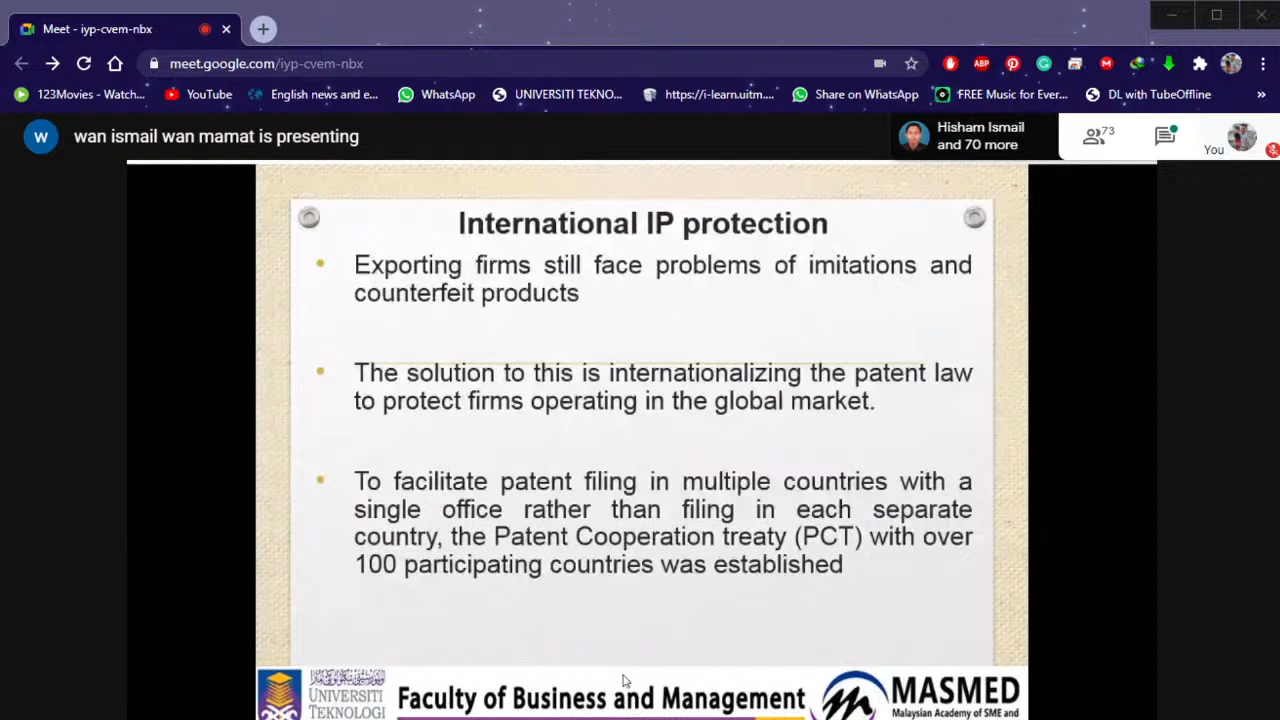 Meet - iyp-cvem-nbx
meet.google.com/iyp-cvem-nbx
123Movies - Watch...
YouTube
English news and e...
WhatsApp
UNIVERSITI TEKNO...
https://i-learn.uitm....
Share on WhatsApp
FREE Music for Ever...
DL with TubeOffline
»
W
wan ismail wan mamat is presenting
Hisham Ismail
and 70 more
73
You
International IP protection
• Exporting firms still face problems of imitations and
counterfeit products
• The solution to this is internationalizing the patent law
to protect firms operating in the global market.
• To facilitate patent filing in multiple countries with a
single office rather than filing in each separate
country, the Patent Cooperation treaty (PCT) with over
100 participating countries was established
UNIVERSITI
TEKNOLOGI
Faculty of Business and Management
MASMED
Malaysian Academy of SME and